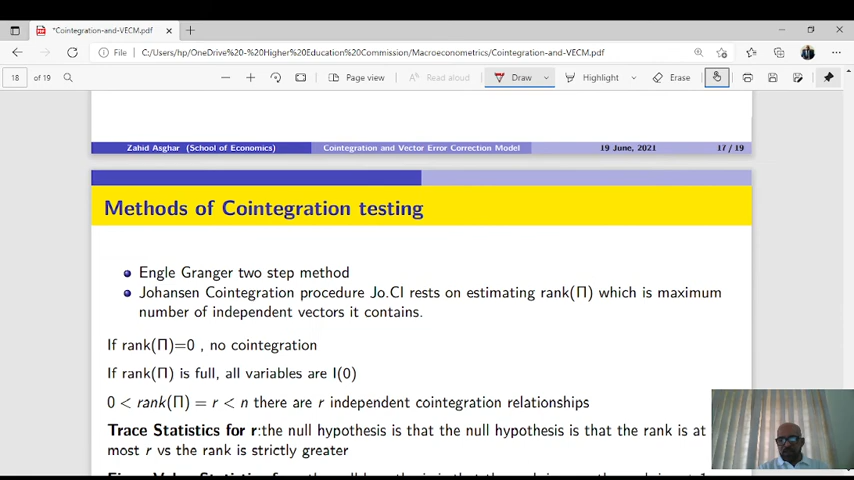 *Cointegration-and-VECM.pdf
File C:/Users/hp/OneDrive%20-%20Higher%20Education%20Commission/Macroeconometrics/Cointegration-and-VECM.pdf
18 of 19 Page view Read aloud Draw Highlight Erase
Zahid Asghar (School of Economics) Cointegration and Vector Error Correction Model 19 June, 2021 17 / 19
Methods of Cointegration testing
Engle Granger two step method
Johansen Cointegration procedure Jo.CI rests on estimating rank(Π) which is maximum
number of independent vectors it contains.
If rank(Π)=0 , no cointegration
If rank(Π) is full, all variables are I(0)
0 < rank(Π) = r < n there are r independent cointegration relationships
Trace Statistics for r:the null hypothesis is that the null hypothesis is that the rank is at
most r vs the rank is strictly greater